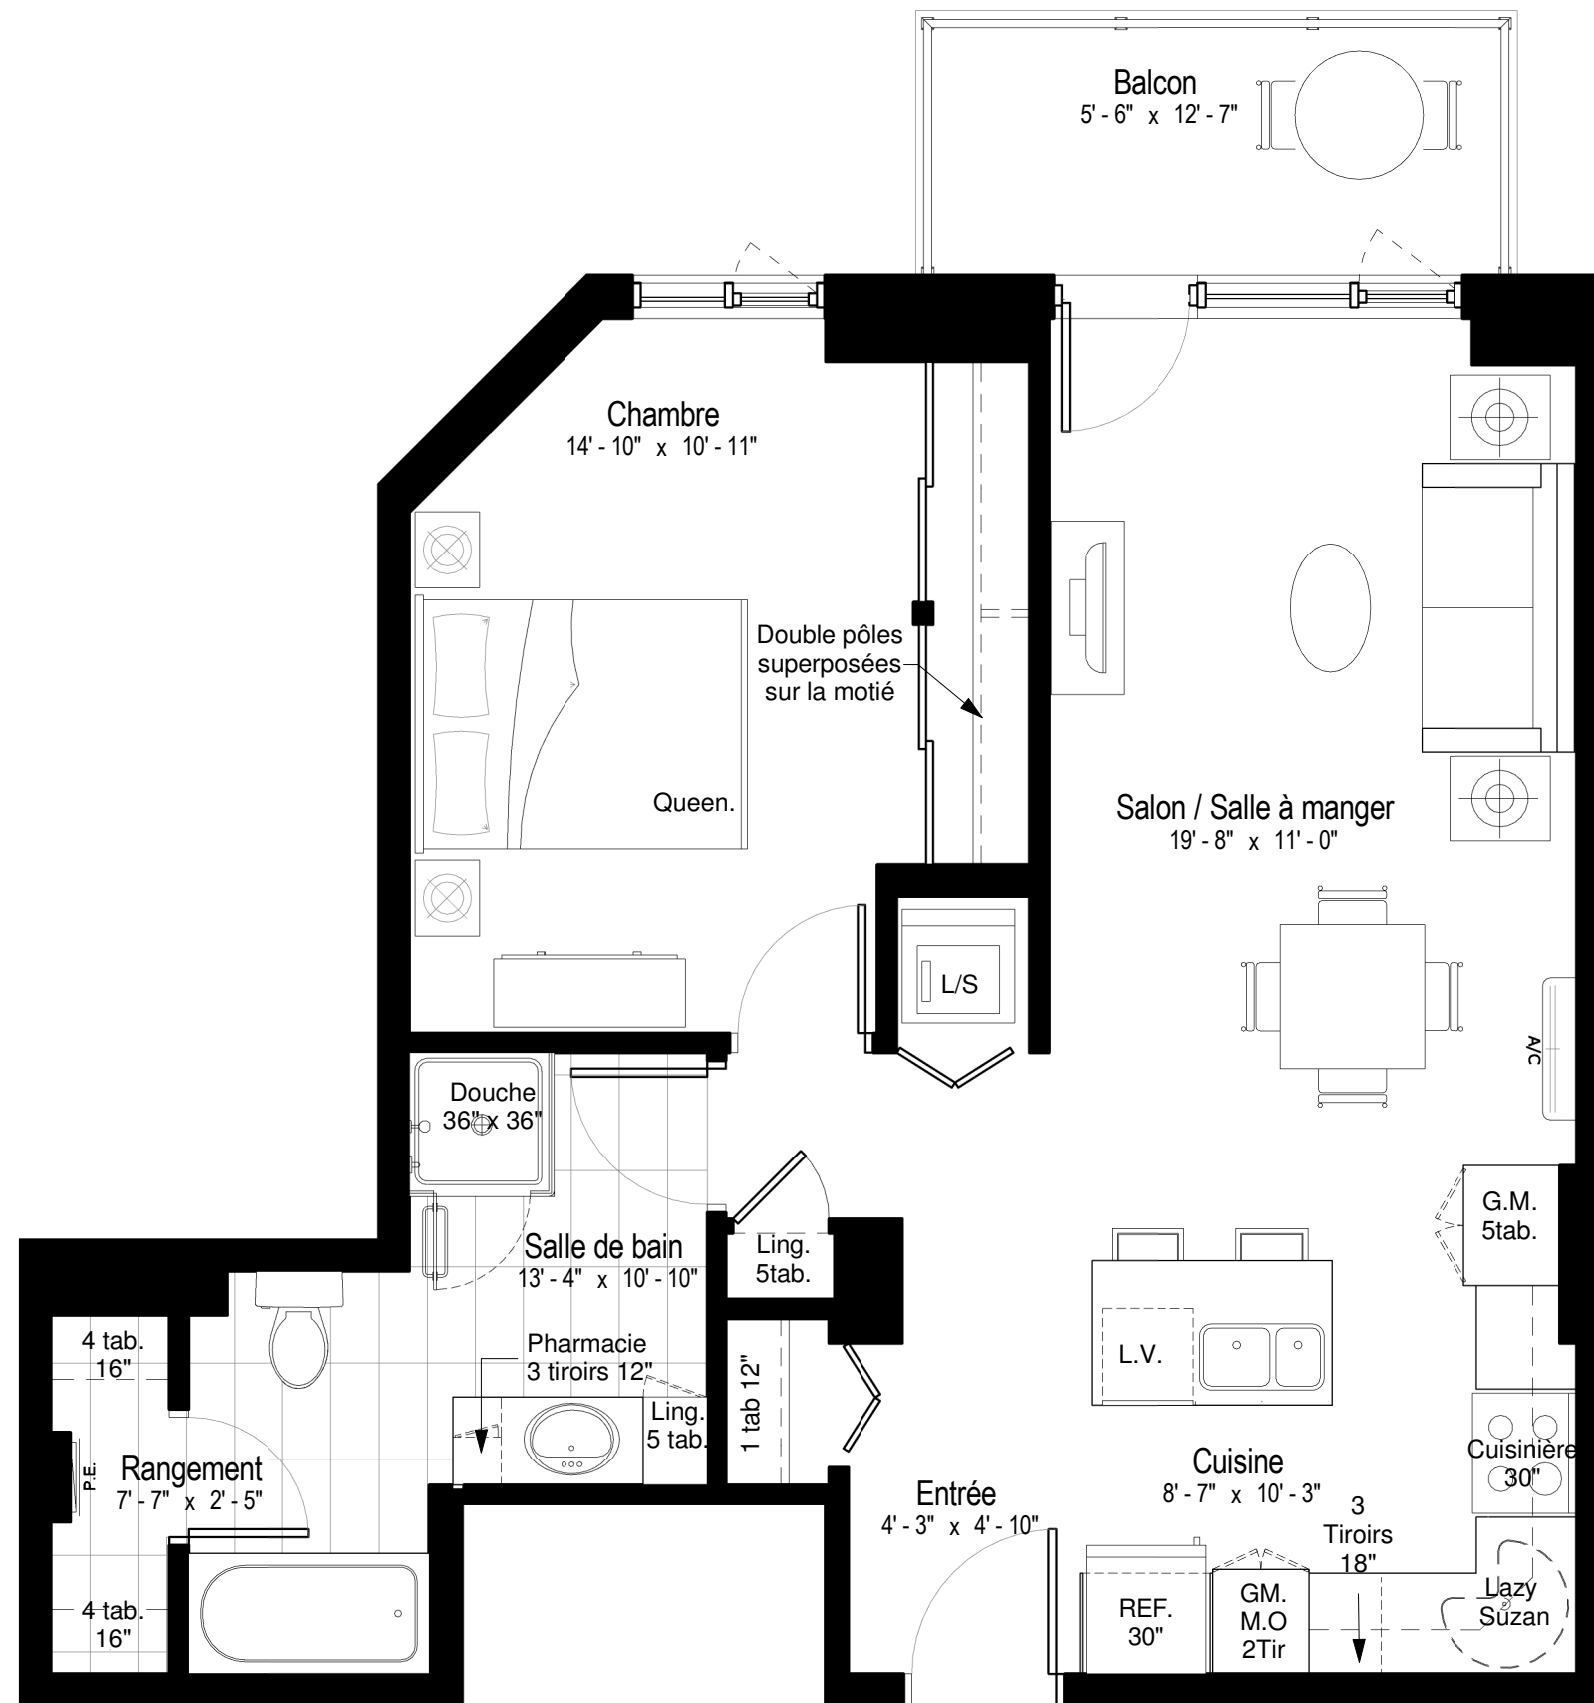 Balcon
5' - 6" x 12' - 7"
Chambre
14' - 10" x 10' - 11"
Double pôles
superposées
sur la motié
Queen.
Salon / Salle à manger
19' - 8" x 11' - 0"
L/S
A/C
Douche
36" x 36"
G.M.
5tab.
Salle de bain
13' - 4" x 10' - 10"
Ling.
5tab.
4 tab.
16"
Pharmacie
3 tiroirs 12"
L.V.
1 tab 12"
Ling.
5 tab.
P.E.
Rangement
7' - 7" x 2' - 5"
Entrée
4' - 3" x 4' - 10"
Cuisine
8' - 7" x 10' - 3"
Cuisinière
30"
3
Tiroirs
18"
4 tab.
16"
REF.
30"
GM.
M.O
2Tir
Lazy
Suzan